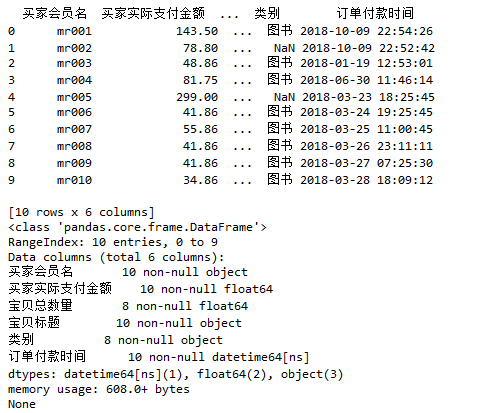 买家会员名 买家实际支付金额 ... 类别 订单付款时间
0 mr001 143.50 ... 图书 2018-10-09 22:54:26
1 mr002 78.80 ... NaN 2018-10-09 22:52:42
2 mr003 48.86 ... 图书 2018-01-19 12:53:01
3 mr004 81.75 ... 图书 2018-06-30 11:46:14
4 mr005 299.00 ... NaN 2018-03-23 18:25:45
5 mr006 41.86 ... 图书 2018-03-24 19:25:45
6 mr007 55.86 ... 图书 2018-03-25 11:00:45
7 mr008 41.86 ... 图书 2018-03-26 23:11:11
8 mr009 41.86 ... 图书 2018-03-27 07:25:30
9 mr010 34.86 ... 图书 2018-03-28 18:09:12
[10 rows x 6 columns]
<class 'pandas.core.frame.DataFrame'>
RangeIndex: 10 entries, 0 to 9
Data columns (total 6 columns):
买家会员名 10 non-null object
买家实际支付金额 10 non-null float64
宝贝总数量 8 non-null float64
宝贝标题 10 non-null object
类别 8 non-null object
订单付款时间 10 non-null datetime64[ns]
dtypes: datetime64[ns](1), float64(2), object(3)
memory usage: 608.0+ bytes
None